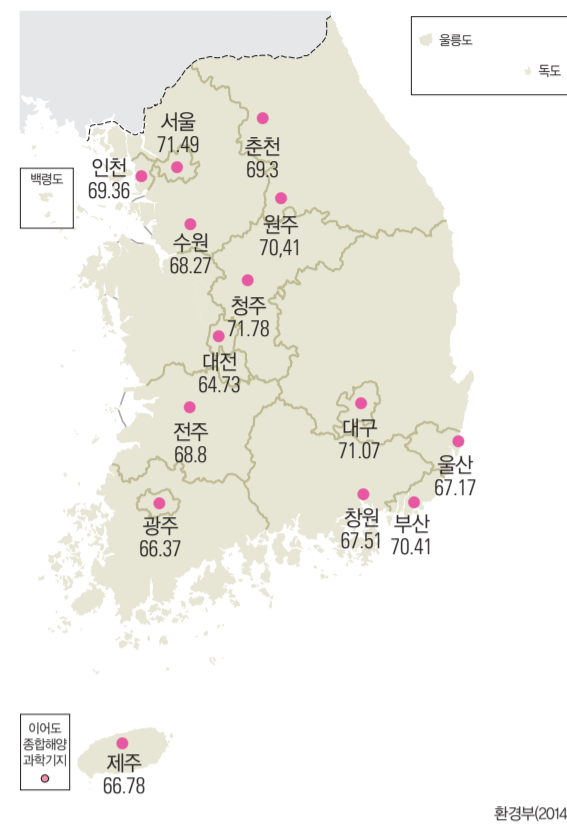 울릉도
독도
서울
71.49
춘천
69.3
인천
69.36
백령도
원주
70,41
수원
68.27
청주
71.78
대전
64.73
전주
68.8
대구
71.07
울산
67.17
광주
66.37
창원
67.51
부산
70.41
이어도
종합해양
과학기지
제주
66.78
환경부(2014